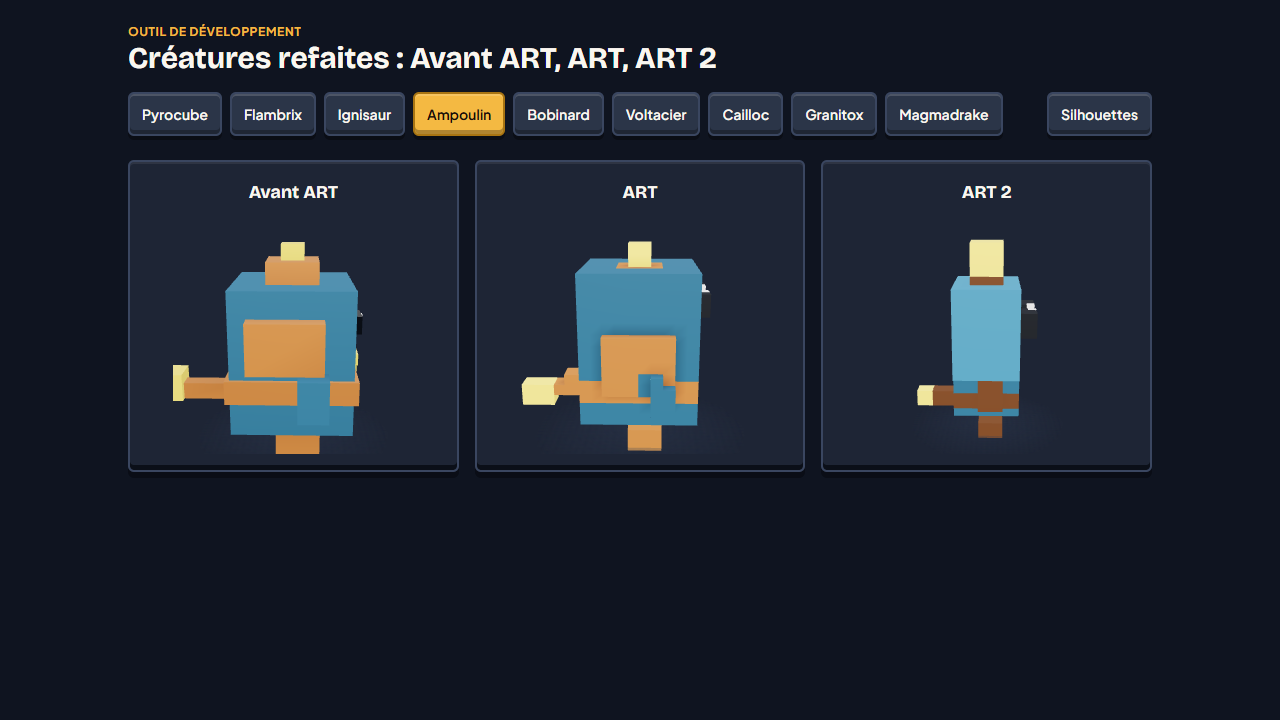 OUTIL DE DÉVELOPPEMENT
Créatures refaites : Avant ART, ART, ART 2
Pyrocube Flambrix Ignisaur Ampoulin Bobinard Voltacier Cailloc Granitox Magmadrake Silhouettes
Avant ART ART ART 2